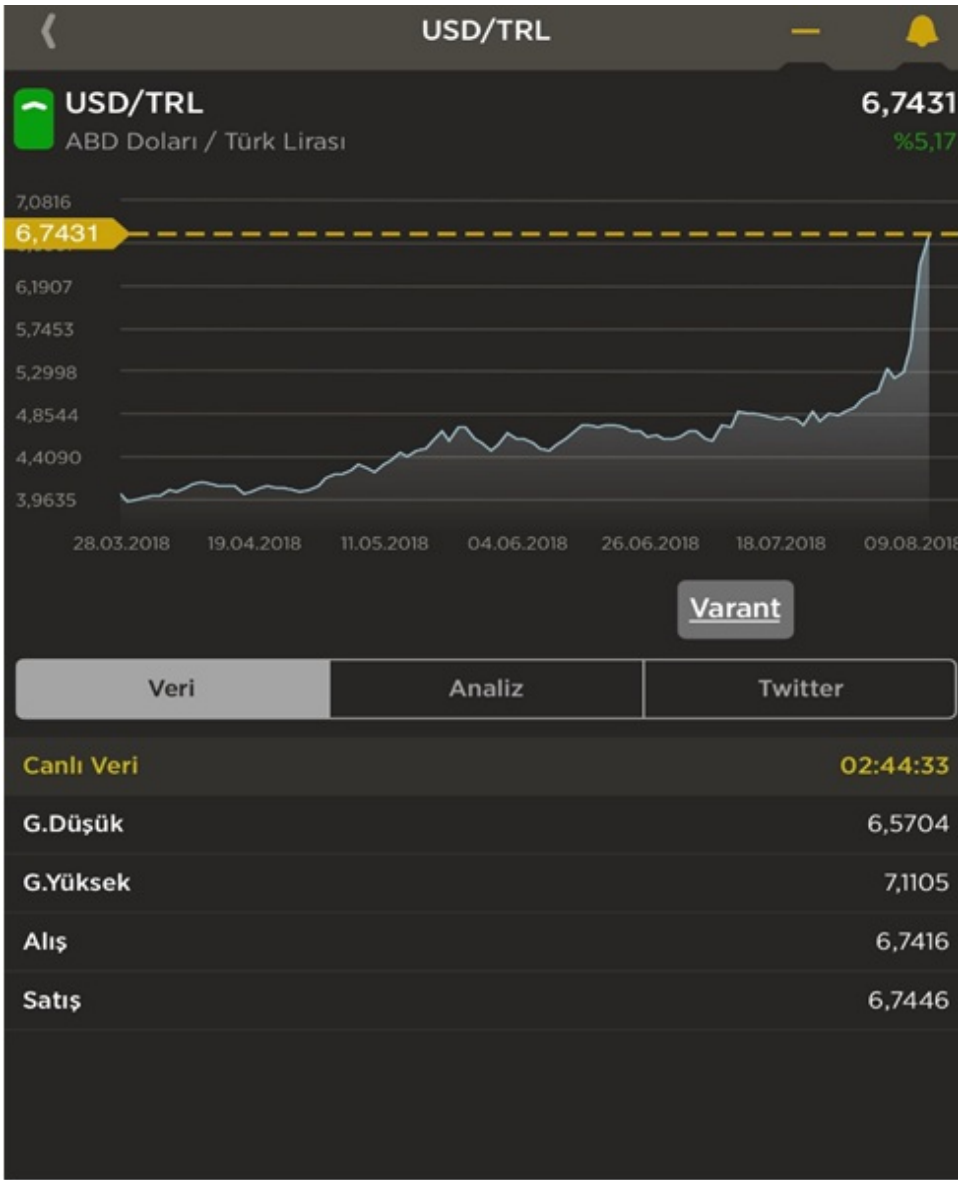 USD/TRL
USD/TRL 6,7431
ABD Doları / Türk Lirası %5,17
7,0816
6,7431
6,1907
5,7453
5,2998
4,8544
4,4090
3,9635
28.03.2018 19.04.2018 11.05.2018 04.06.2018 26.06.2018 18.07.2018 09.08.2018
Varant
Veri Analiz Twitter
Canlı Veri 02:44:33
G.Düşük 6,5704
G.Yüksek 7,1105
Alış 6,7416
Satış 6,7446